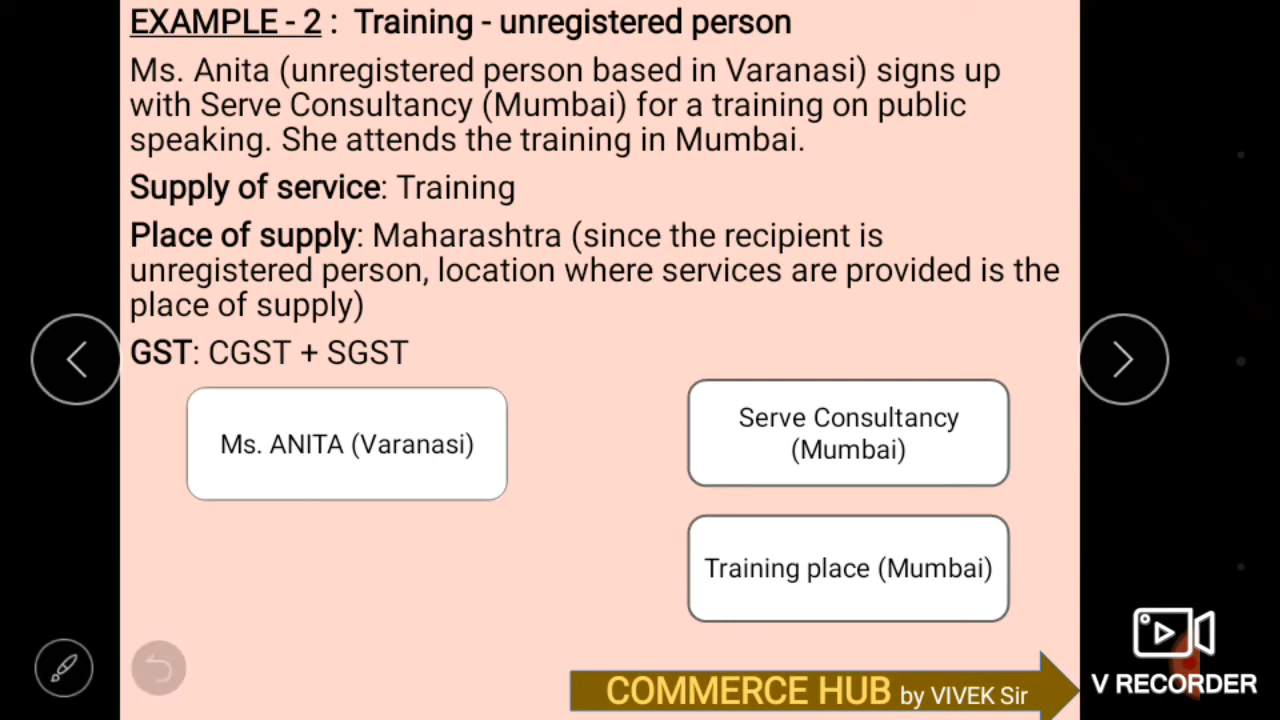 EXAMPLE - 2 : Training - unregistered person
Ms. Anita (unregistered person based in Varanasi) signs up
with Serve Consultancy (Mumbai) for a training on public
speaking. She attends the training in Mumbai.
Supply of service: Training
Place of supply: Maharashtra (since the recipient is
unregistered person, location where services are provided is the
place of supply)
GST: CGST + SGST
Ms. ANITA (Varanasi)
Serve Consultancy
(Mumbai)
Training place (Mumbai)
COMMERCE HUB by VIVEK Sir
V RECORDER